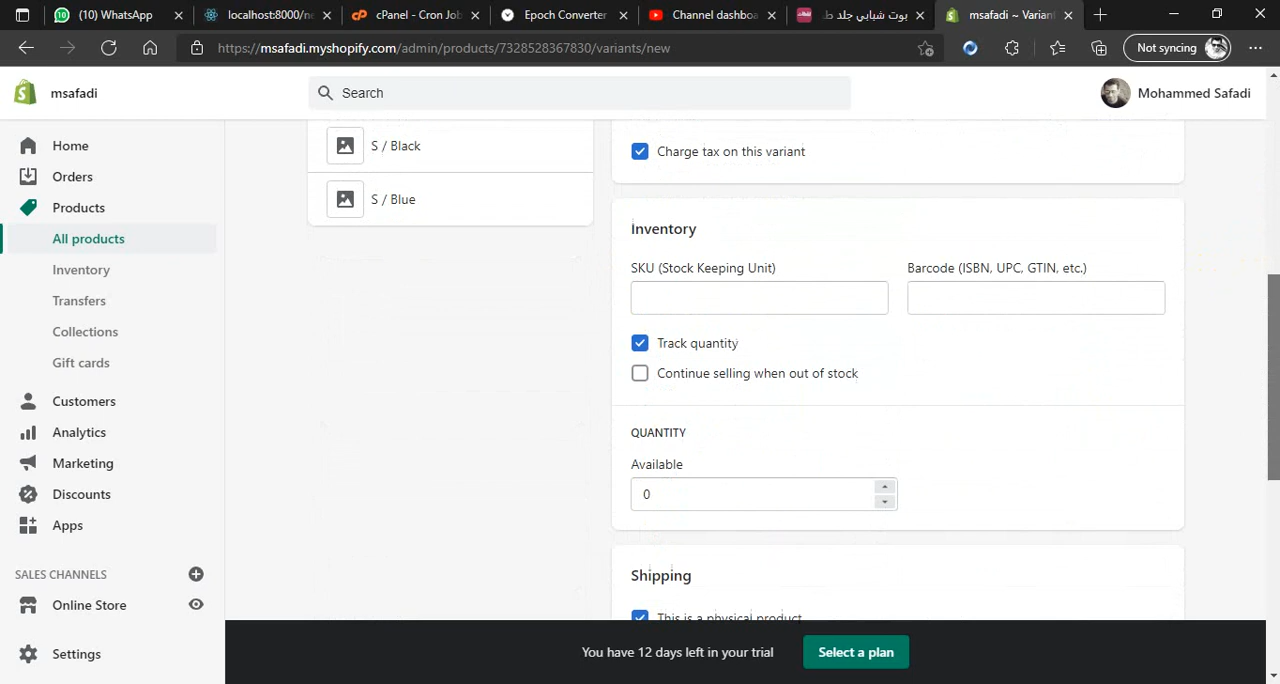 (10) WhatsApp
localhost:8000/ne
cPanel - Cron Job
Epoch Converter
Channel dashboa
بوت شبابي جلد ط
msafadi ~ Varian
https://msafadi.myshopify.com/admin/products/7328528367830/variants/new
Not syncing
msafadi
Search
Mohammed Safadi
Home
Orders
Products
All products
Inventory
Transfers
Collections
Gift cards
Customers
Analytics
Marketing
Discounts
Apps
SALES CHANNELS
Online Store
Settings
S / Black
S / Blue
Charge tax on this variant
Inventory
SKU (Stock Keeping Unit)
Barcode (ISBN, UPC, GTIN, etc.)
Track quantity
Continue selling when out of stock
QUANTITY
Available
0
Shipping
This is a physical product
You have 12 days left in your trial
Select a plan